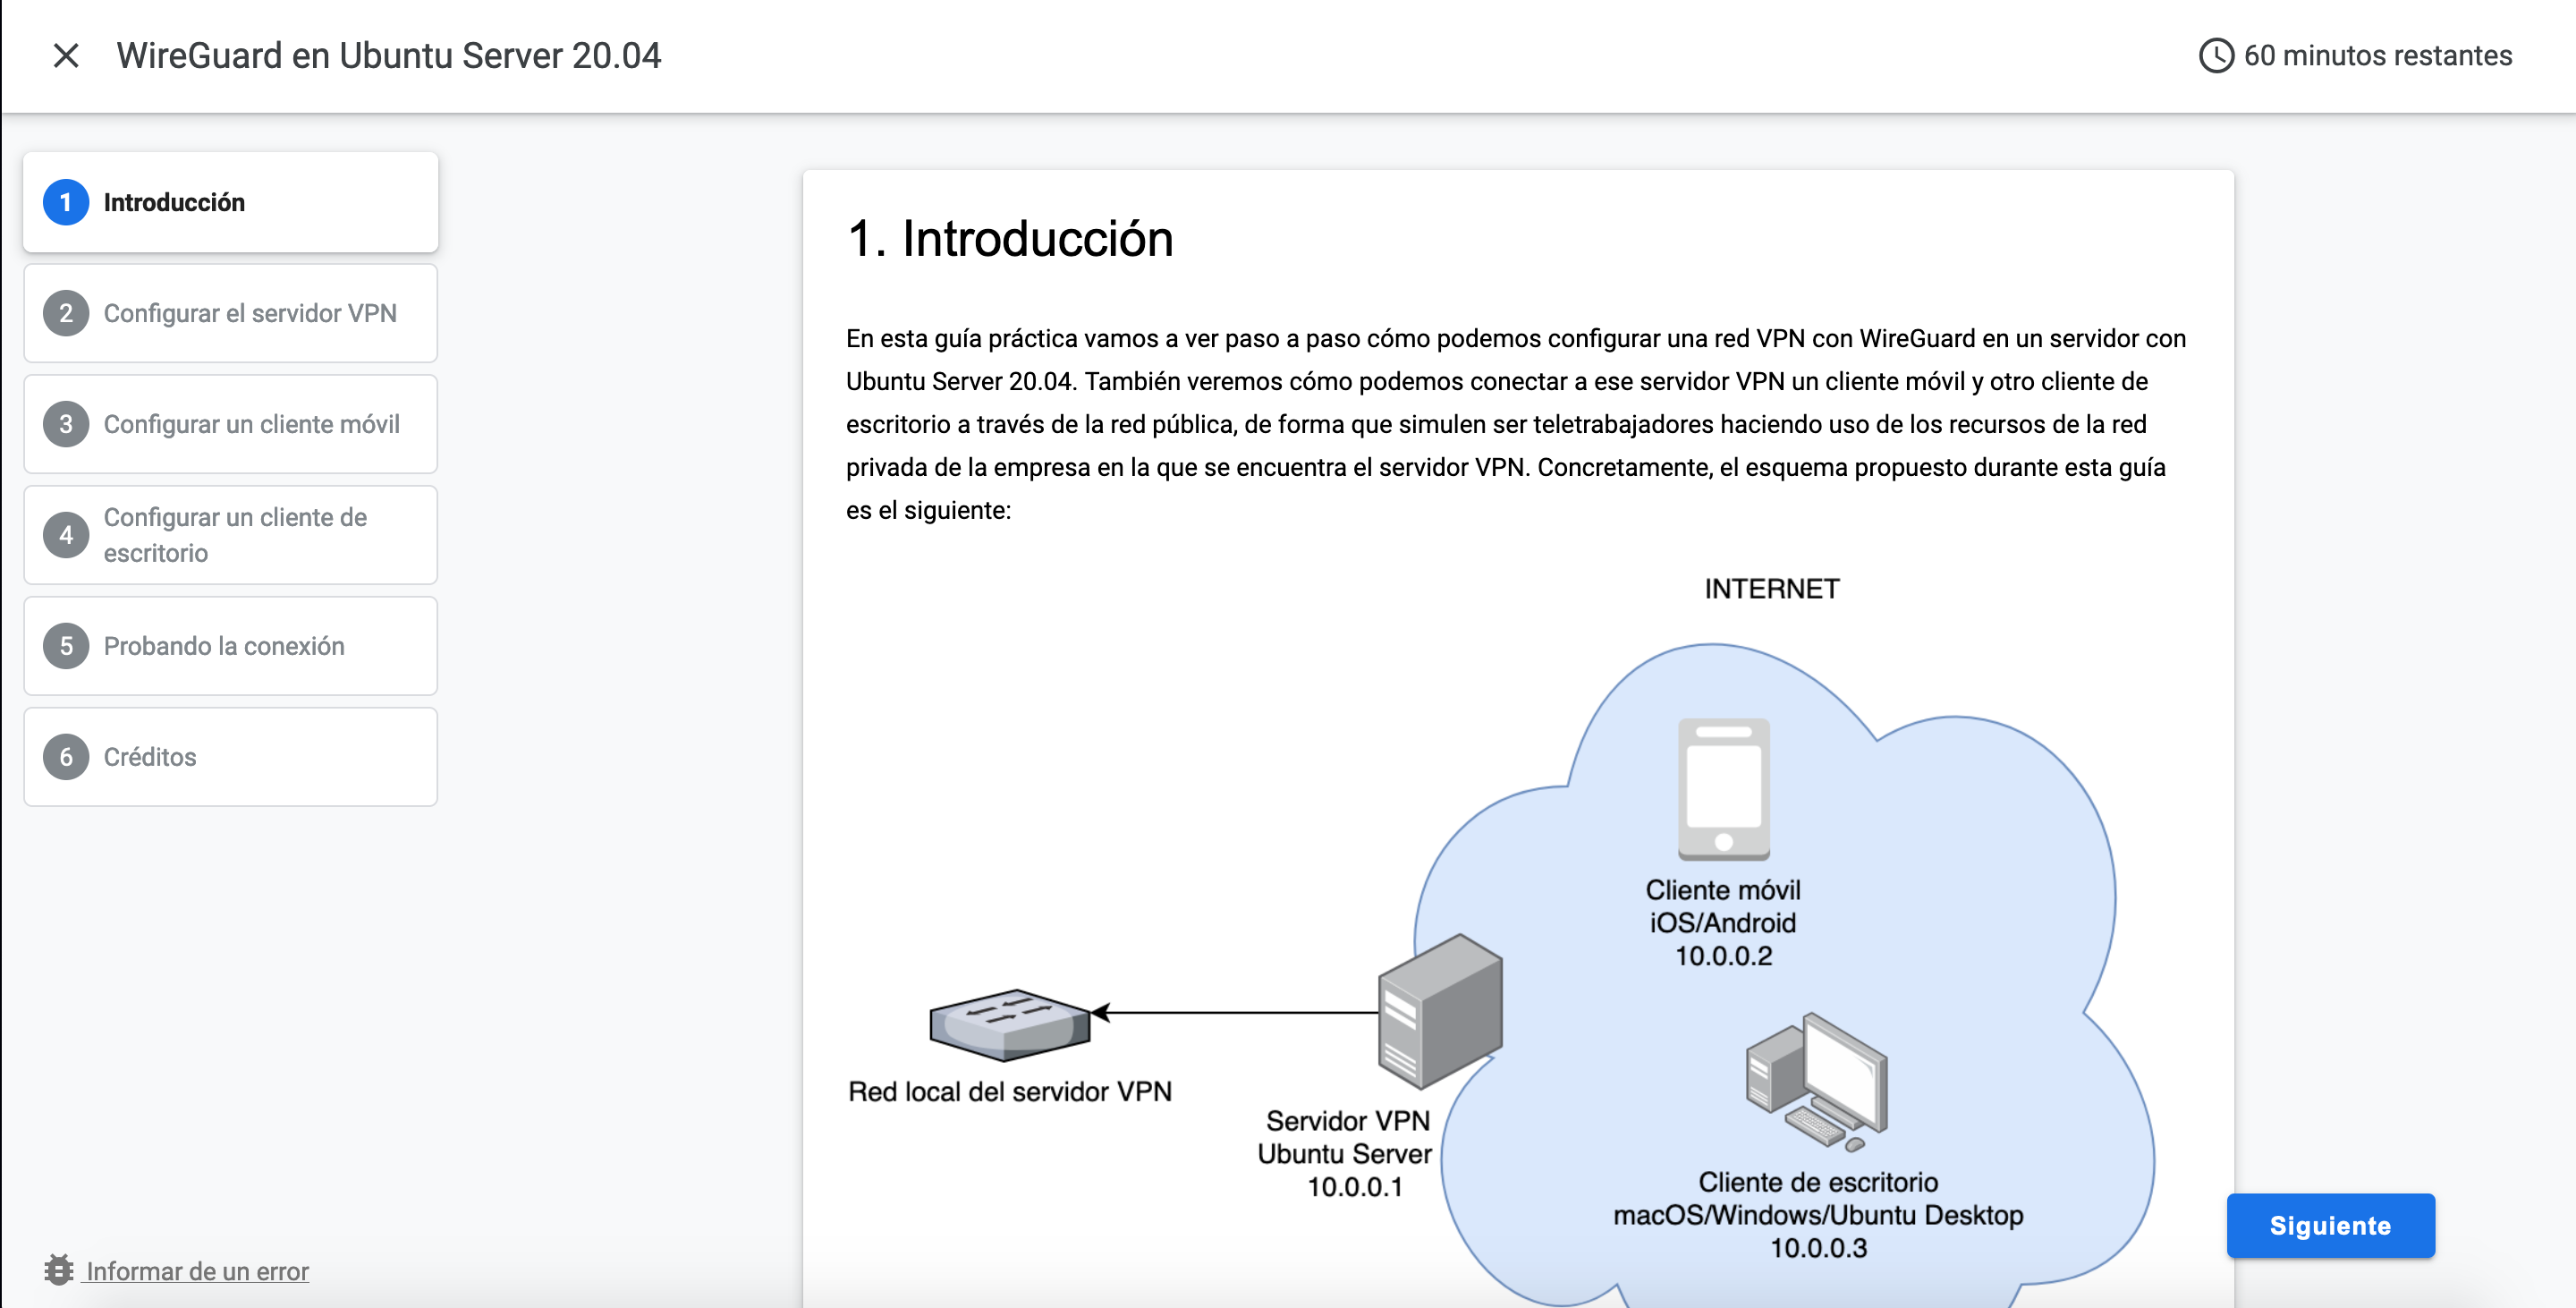 WireGuard en Ubuntu Server 20.04
60 minutos restantes
1 Introducción
2 Configurar el servidor VPN
3 Configurar un cliente móvil
4 Configurar un cliente de
escritorio
5 Probando la conexión
6 Créditos
Informar de un error
1. Introducción
En esta guía práctica vamos a ver paso a paso cómo podemos configurar una red VPN con WireGuard en un servidor con
Ubuntu Server 20.04. También veremos cómo podemos conectar a ese servidor VPN un cliente móvil y otro cliente de
escritorio a través de la red pública, de forma que simulen ser teletrabajadores haciendo uso de los recursos de la red
privada de la empresa en la que se encuentra el servidor VPN. Concretamente, el esquema propuesto durante esta guía
es el siguiente:
INTERNET
Cliente móvil
iOS/Android
10.0.0.2
Red local del servidor VPN
Servidor VPN
Ubuntu Server
10.0.0.1
Cliente de escritorio
macOS/Windows/Ubuntu Desktop
10.0.0.3
Siguiente